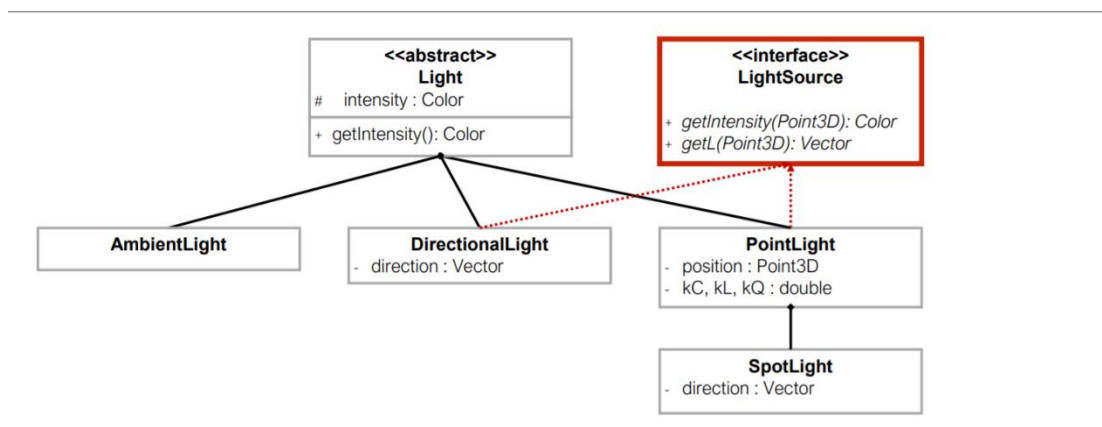 <<abstract>>
Light
# intensity : Color
+ getIntensity(): Color
<<interface>>
LightSource
+ getIntensity(Point3D): Color
+ getL(Point3D): Vector
AmbientLight
DirectionalLight
- direction : Vector
PointLight
- position : Point3D
- kC, kL, kQ : double
SpotLight
- direction : Vector